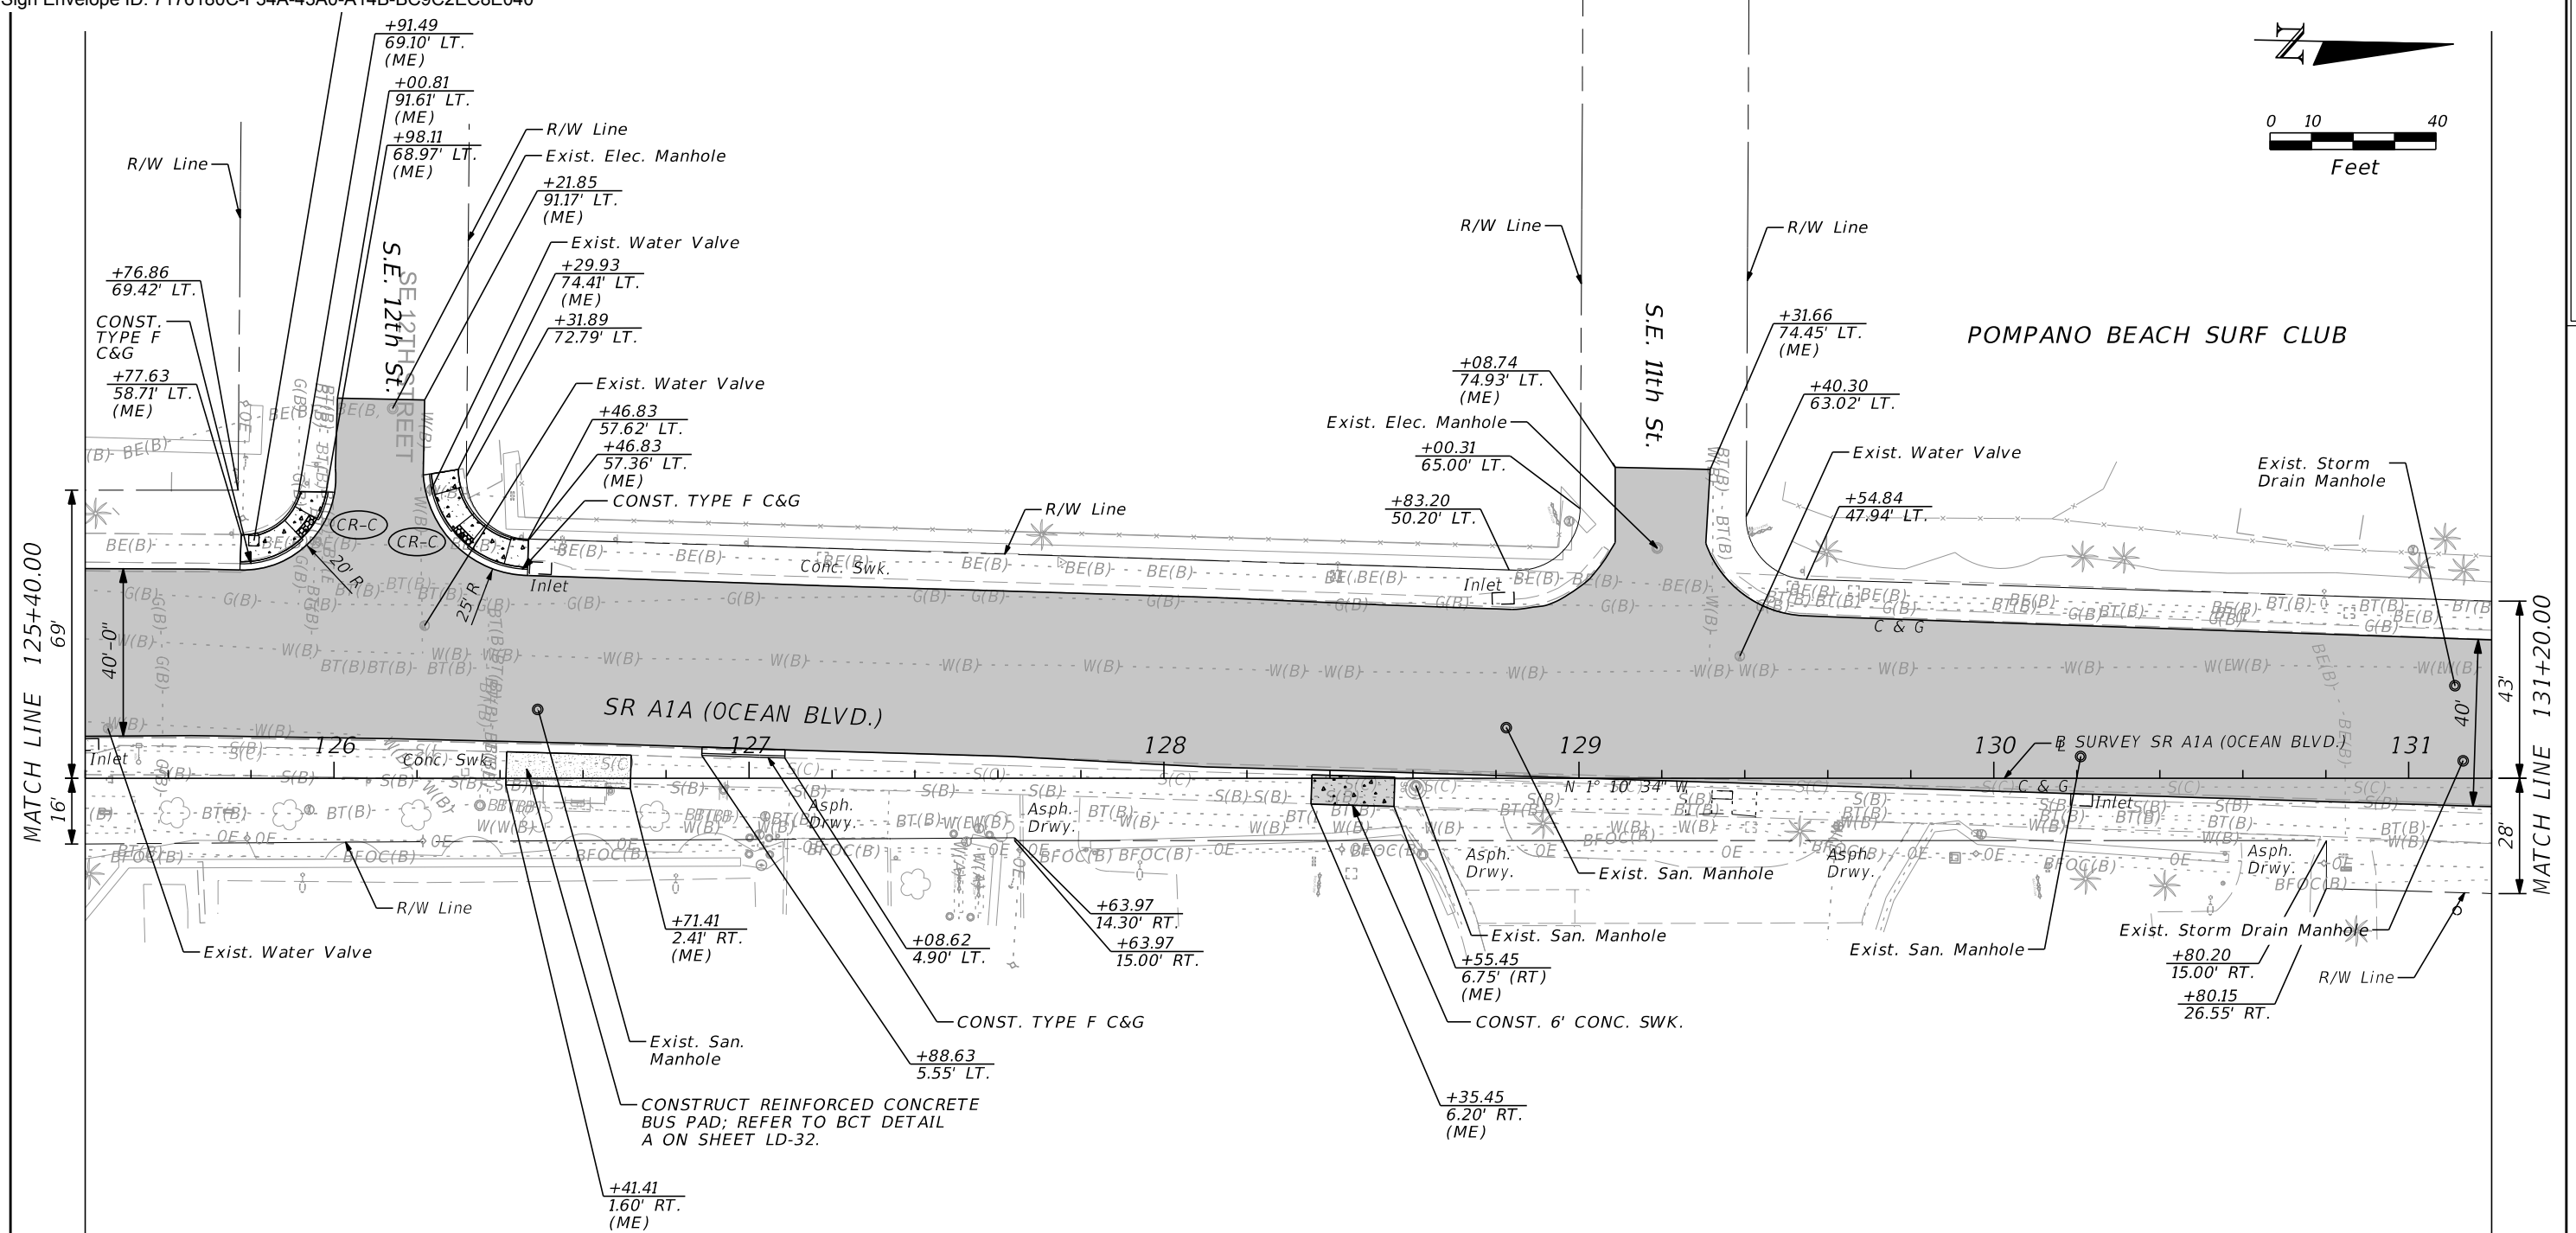 Sign Envelope ID: 7176180C-F54A-45A0-A14B-BC9C2EC8E046
+91.49
69.10' LT.
(ME)
+00.81
91.61' LT.
(ME)
+98.11
68.97' LT.
(ME)
R/W Line
R/W Line
Exist. Elec. Manhole
+21.85
91.17' LT.
(ME)
Exist. Water Valve
+29.93
74.41' LT.
(ME)
+31.89
72.79' LT.
Exist. Water Valve
+46.83
57.62' LT.
+46.83
57.36' LT.
(ME)
CONST. TYPE F C&G
+76.86
69.42' LT.
CONST.
TYPE F
C&G
+77.63
58.71' LT.
(ME)
S.E. 12th St.
SE 12TH STREET
CR-C
CR-C
20' R
25' R
Inlet
Conc. Swk.
R/W Line
N
0 10 40
Feet
R/W Line
R/W Line
S.E. 11th St.
POMPANO BEACH SURF CLUB
+31.66
74.45' LT.
(ME)
+08.74
74.93' LT.
(ME)
+40.30
63.02' LT.
Exist. Elec. Manhole
+00.31
65.00' LT.
Exist. Water Valve
+83.20
50.20' LT.
+54.84
47.94' LT.
Exist. Storm
Drain Manhole
Inlet
C & G
MATCH LINE 125+40.00
69'
16'
40'-0"
SR A1A (OCEAN BLVD.)
MATCH LINE 131+20.00
43'
28'
40'
126
127
128
129
130
131
B SURVEY SR A1A (OCEAN BLVD.)
N 1° 10' 34" W
C & G
Inlet
Inlet
Conc. Swk.
Asph.
Drwy.
Asph.
Drwy.
Asph.
Drwy.
Asph.
Drwy.
Asph.
Drwy.
BE(B)
G(B)
BT(B)
W(B)
S(B)
S(C)
OE
BFOC(B)
R/W Line
Exist. Water Valve
+71.41
2.41' RT.
(ME)
+08.62
4.90' LT.
+63.97
14.30' RT.
+63.97
15.00' RT.
CONST. TYPE F C&G
Exist. San.
Manhole
+88.63
5.55' LT.
CONSTRUCT REINFORCED CONCRETE
BUS PAD; REFER TO BCT DETAIL
A ON SHEET LD-32.
+41.41
1.60' RT.
(ME)
Exist. San. Manhole
Exist. San. Manhole
+55.45
6.75' (RT)
(ME)
CONST. 6' CONC. SWK.
+35.45
6.20' RT.
(ME)
Exist. San. Manhole
Exist. Storm Drain Manhole
+80.20
15.00' RT.
+80.15
26.55' RT.
R/W Line